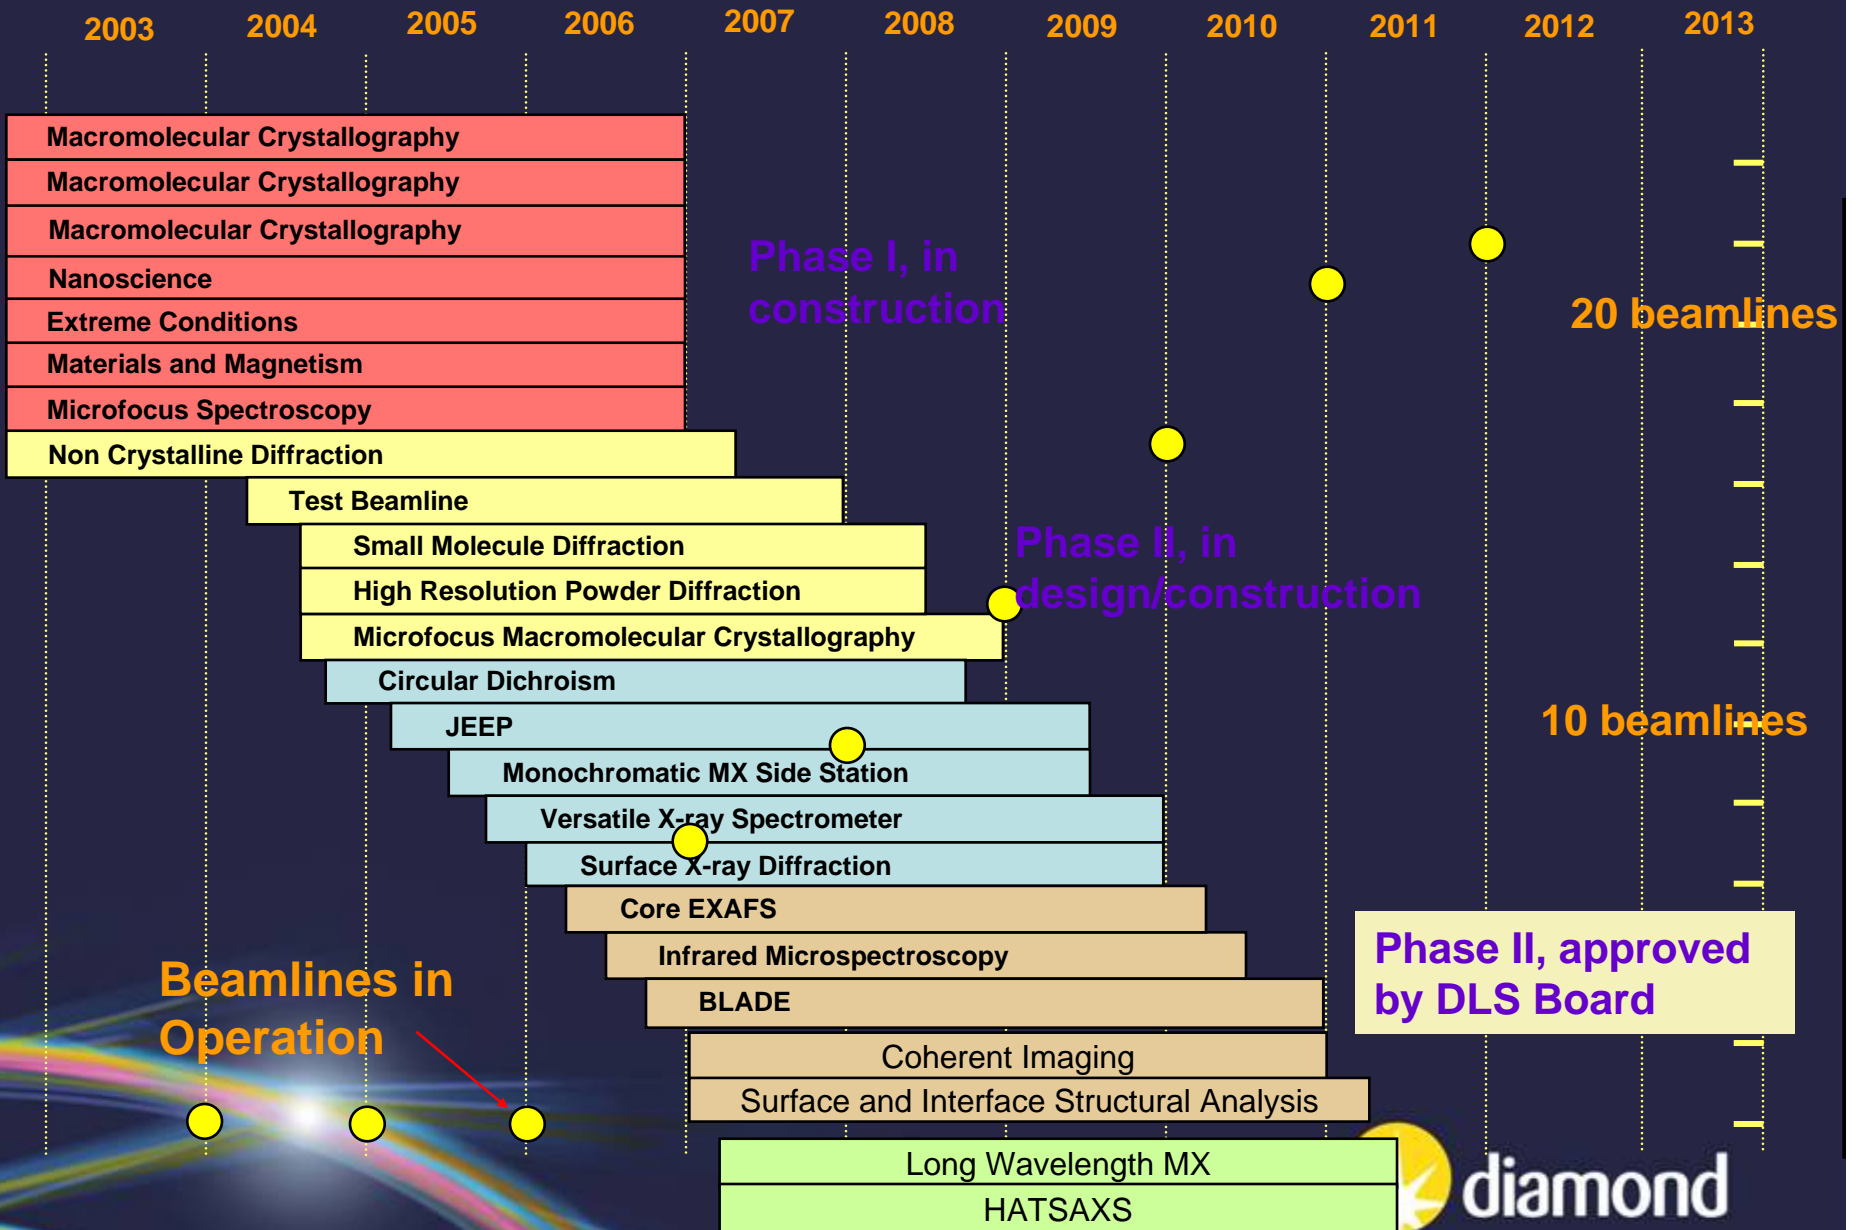 2003 2004 2005 2006 2007 2008 2009 2010 2011 2012 2013
Macromolecular Crystallography
Macromolecular Crystallography
Macromolecular Crystallography
Nanoscience
Extreme Conditions
Materials and Magnetism
Microfocus Spectroscopy
Non Crystalline Diffraction
Test Beamline
Small Molecule Diffraction
High Resolution Powder Diffraction
Microfocus Macromolecular Crystallography
Circular Dichroism
JEEP
Monochromatic MX Side Station
Versatile X-ray Spectrometer
Surface X-ray Diffraction
Core EXAFS
Infrared Microspectroscopy
BLADE
Coherent Imaging
Surface and Interface Structural Analysis
Long Wavelength MX
HATSAXS
Phase I, in
construction
20 beamlines
Phase II, in
design/construction
10 beamlines
Phase II, approved
by DLS Board
Beamlines in
Operation
diamond